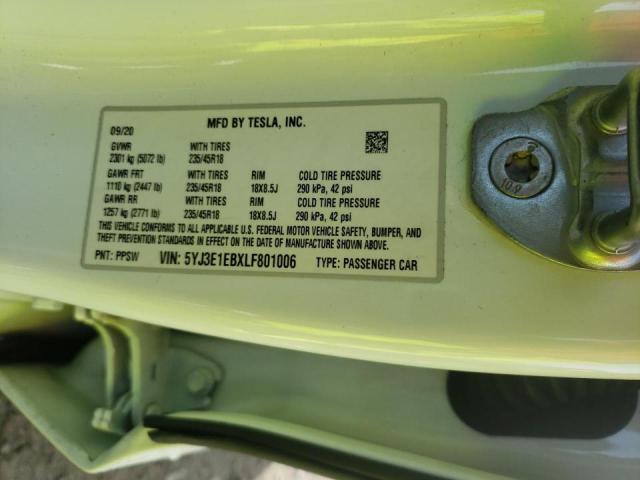 MFD BY TESLA, INC.
09/20
GVWR WITH TIRES
2301 kg (5072 lb) 235/45R18
GAWR FRT WITH TIRES RIM COLD TIRE PRESSURE
1110 kg (2447 lb) 235/45R18 18X8.5J 290 kPa, 42 psi
GAWR RR WITH TIRES RIM COLD TIRE PRESSURE
1257 kg (2771 lb) 235/45R18 18X8.5J 290 kPa, 42 psi
THIS VEHICLE CONFORMS TO ALL APPLICABLE U.S. FEDERAL MOTOR VEHICLE SAFETY, BUMPER, AND
THEFT PREVENTION STANDARDS IN EFFECT ON THE DATE OF MANUFACTURE SHOWN ABOVE.
PNT: PPSW VIN: 5YJ3E1EBXLF801006 TYPE: PASSENGER CAR
10.9